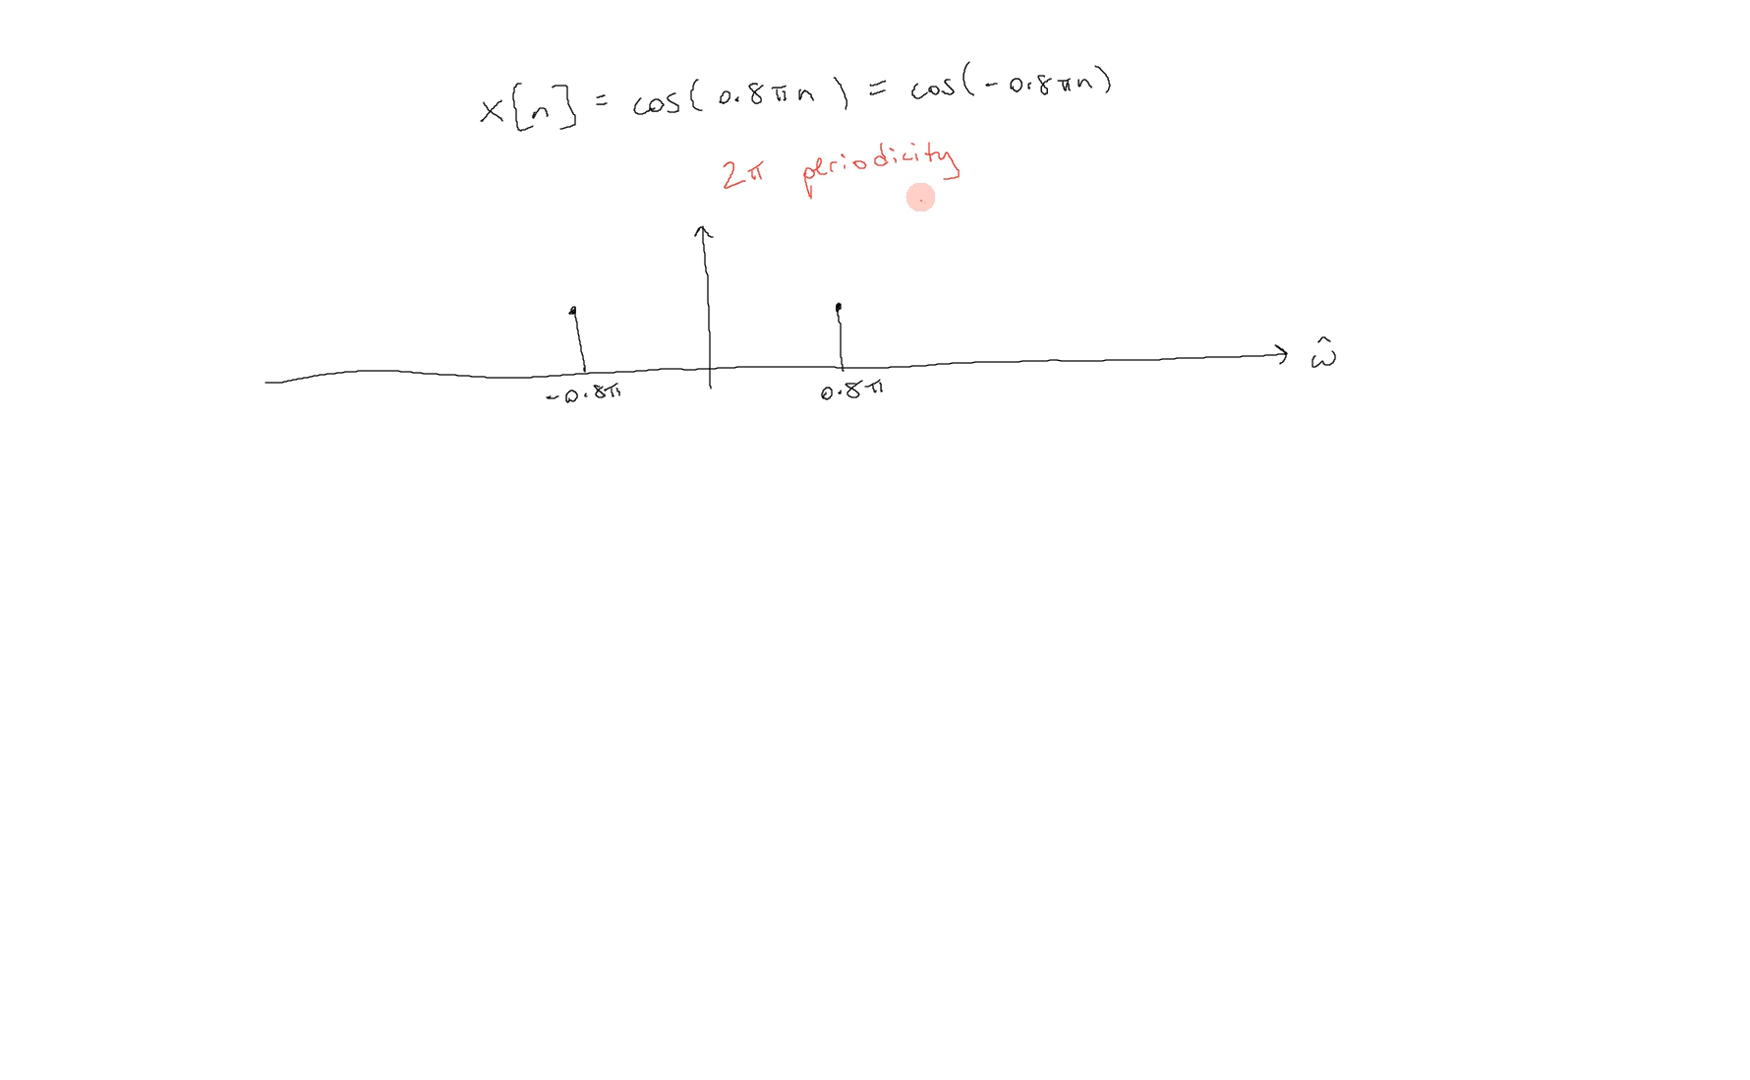 x[n] = cos(0.8πn) = cos(-0.8πn)
2π periodicity
ω̂
-0.8π 0.8π